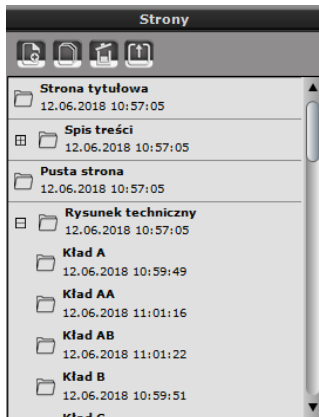 Strony
Strona tytułowa
12.06.2018 10:57:05
Spis treści
12.06.2018 10:57:05
Pusta strona
12.06.2018 10:57:05
Rysunek techniczny
12.06.2018 10:57:05
Kład A
12.06.2018 10:59:49
Kład AA
12.06.2018 11:01:16
Kład AB
12.06.2018 11:01:22
Kład B
12.06.2018 10:59:51